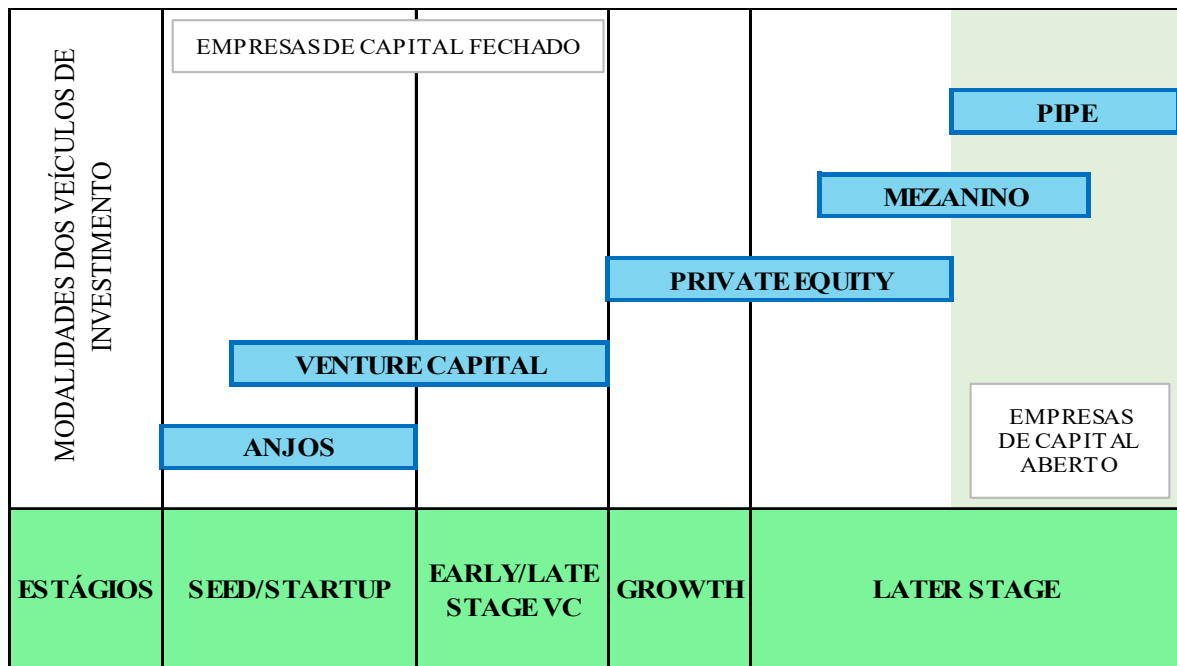 MODALIDADES DOS VEÍCULOS DE
INVESTIMENTO
EMPRESAS DE CAPITAL FECHADO
PIPE
MEZANINO
PRIVATE EQUITY
VENTURE CAPITAL
ANJOS
EMPRESAS
DE CAPITAL
ABERTO
ESTÁGIOS
SEED/STARTUP
EARLY/LATE
STAGE VC
GROWTH
LATER STAGE